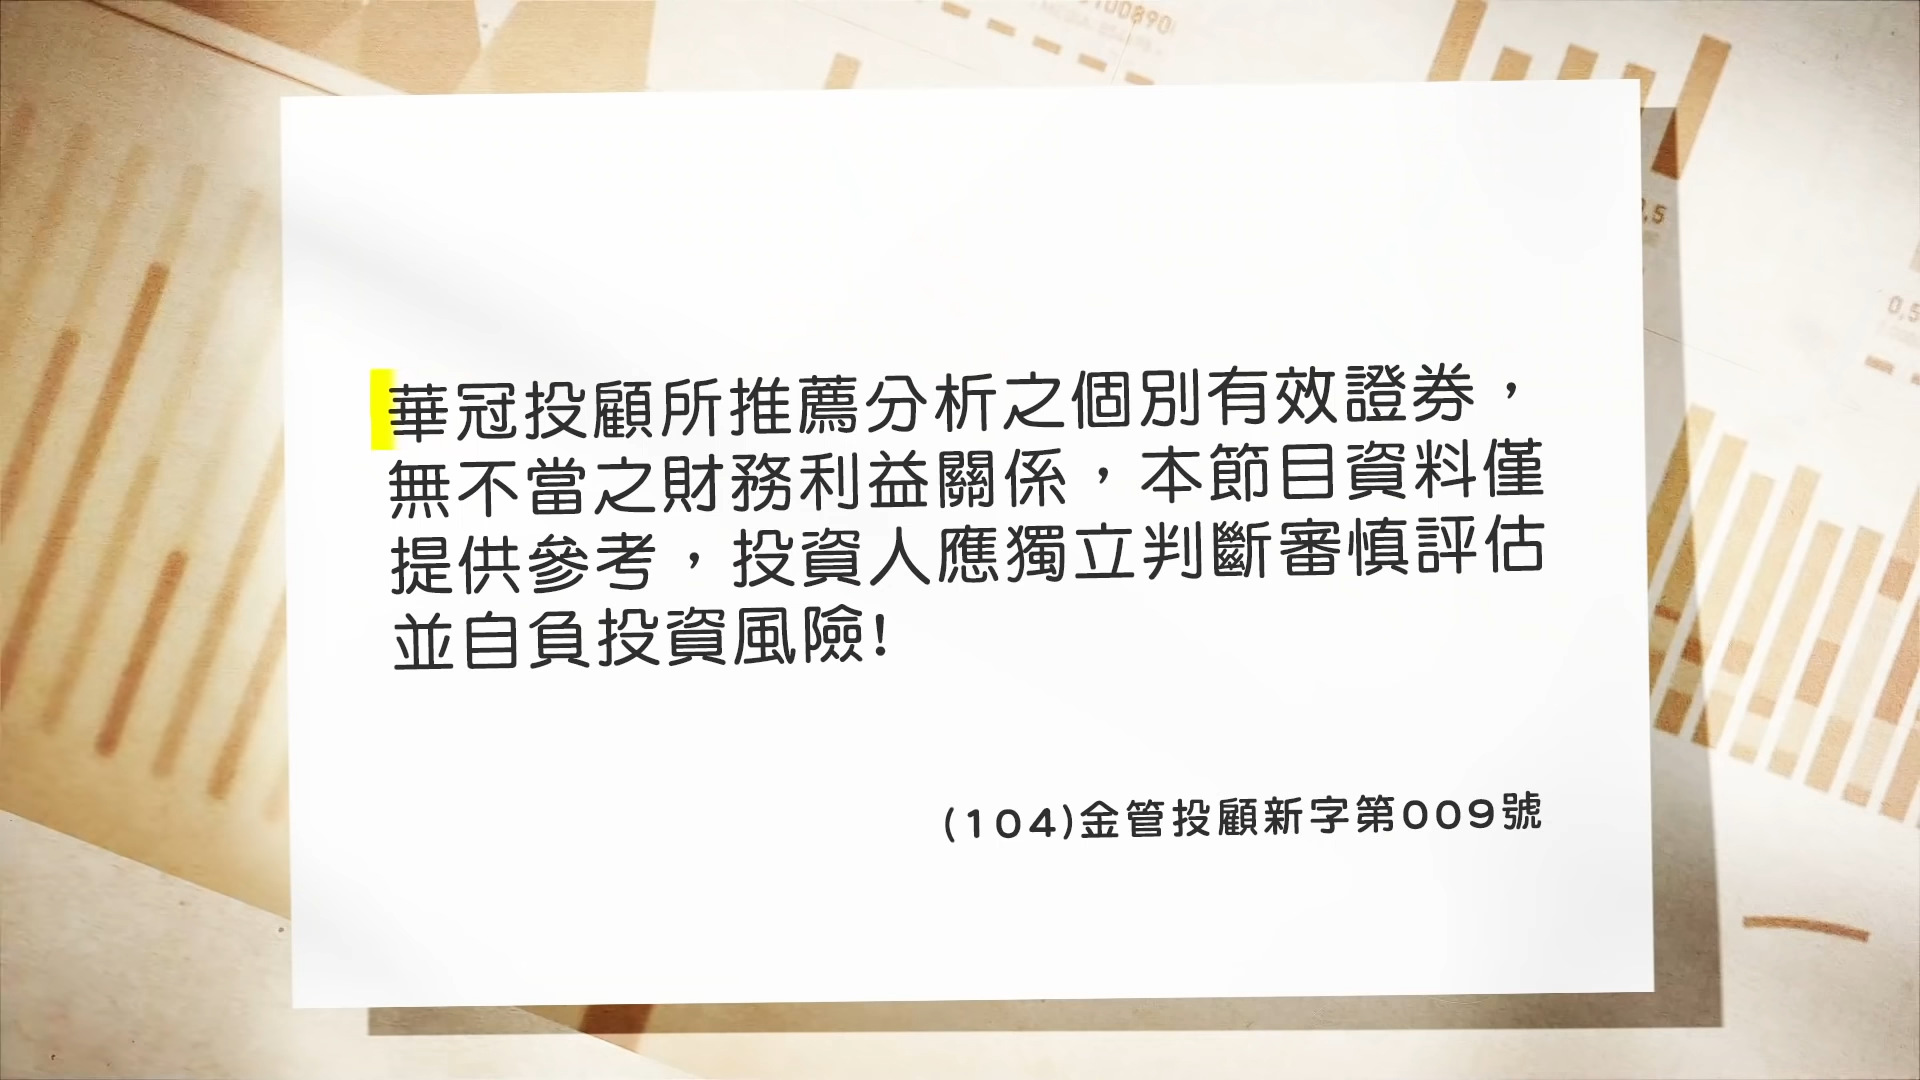 華冠投顧所推薦分析之個別有效證券，
無不當之財務利益關係，本節目資料僅
提供參考，投資人應獨立判斷審慎評估
並自負投資風險!
(104)金管投顧新字第009號
0,5